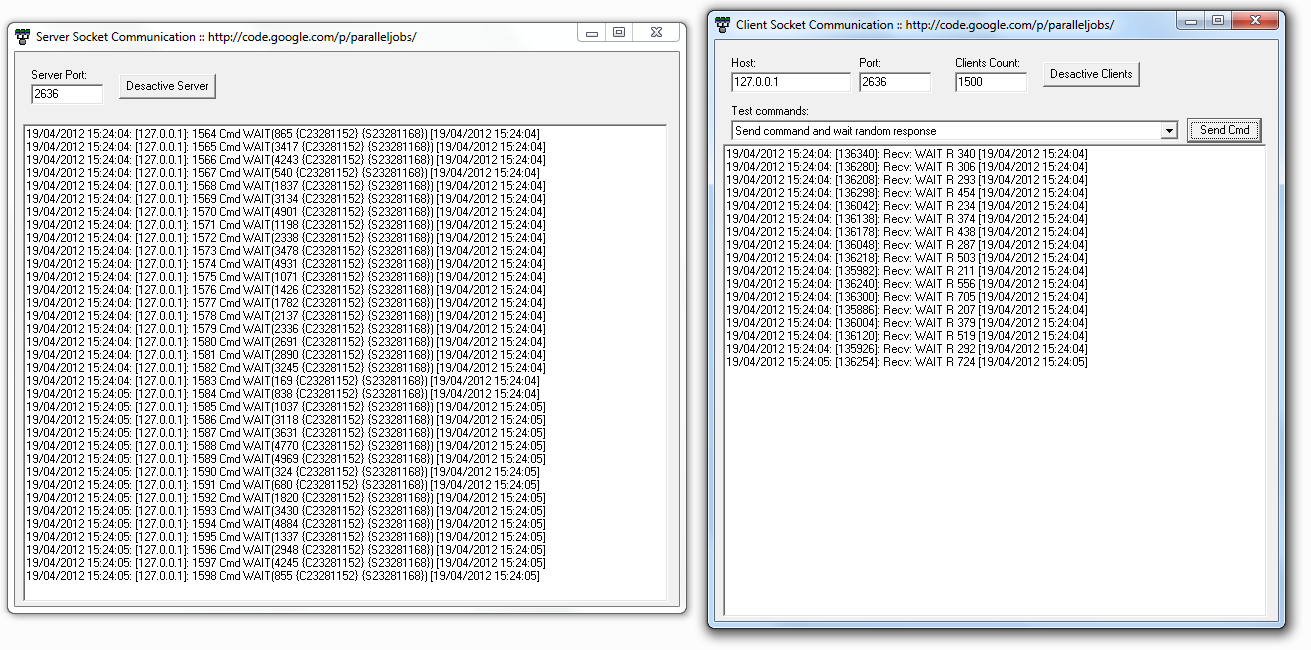 Server Socket Communication :: http://code.google.com/p/paralleljobs/
Server Port:
2636
Desactive Server
19/04/2012 15:24:04: [127.0.0.1]: 1564 Cmd WAIT(865 {C23281152} {S23281168}) [19/04/2012 15:24:04]
19/04/2012 15:24:04: [127.0.0.1]: 1565 Cmd WAIT(3417 {C23281152} {S23281168}) [19/04/2012 15:24:04]
19/04/2012 15:24:04: [127.0.0.1]: 1566 Cmd WAIT(4243 {C23281152} {S23281168}) [19/04/2012 15:24:04]
19/04/2012 15:24:04: [127.0.0.1]: 1567 Cmd WAIT(540 {C23281152} {S23281168}) [19/04/2012 15:24:04]
19/04/2012 15:24:04: [127.0.0.1]: 1568 Cmd WAIT(1837 {C23281152} {S23281168}) [19/04/2012 15:24:04]
19/04/2012 15:24:04: [127.0.0.1]: 1569 Cmd WAIT(3134 {C23281152} {S23281168}) [19/04/2012 15:24:04]
19/04/2012 15:24:04: [127.0.0.1]: 1570 Cmd WAIT(4901 {C23281152} {S23281168}) [19/04/2012 15:24:04]
19/04/2012 15:24:04: [127.0.0.1]: 1571 Cmd WAIT(1198 {C23281152} {S23281168}) [19/04/2012 15:24:04]
19/04/2012 15:24:04: [127.0.0.1]: 1572 Cmd WAIT(2338 {C23281152} {S23281168}) [19/04/2012 15:24:04]
19/04/2012 15:24:04: [127.0.0.1]: 1573 Cmd WAIT(3478 {C23281152} {S23281168}) [19/04/2012 15:24:04]
19/04/2012 15:24:04: [127.0.0.1]: 1574 Cmd WAIT(4931 {C23281152} {S23281168}) [19/04/2012 15:24:04]
19/04/2012 15:24:04: [127.0.0.1]: 1575 Cmd WAIT(1071 {C23281152} {S23281168}) [19/04/2012 15:24:04]
19/04/2012 15:24:04: [127.0.0.1]: 1576 Cmd WAIT(1426 {C23281152} {S23281168}) [19/04/2012 15:24:04]
19/04/2012 15:24:04: [127.0.0.1]: 1577 Cmd WAIT(1782 {C23281152} {S23281168}) [19/04/2012 15:24:04]
19/04/2012 15:24:04: [127.0.0.1]: 1578 Cmd WAIT(2137 {C23281152} {S23281168}) [19/04/2012 15:24:04]
19/04/2012 15:24:04: [127.0.0.1]: 1579 Cmd WAIT(2336 {C23281152} {S23281168}) [19/04/2012 15:24:04]
19/04/2012 15:24:04: [127.0.0.1]: 1580 Cmd WAIT(2691 {C23281152} {S23281168}) [19/04/2012 15:24:04]
19/04/2012 15:24:04: [127.0.0.1]: 1581 Cmd WAIT(2890 {C23281152} {S23281168}) [19/04/2012 15:24:04]
19/04/2012 15:24:04: [127.0.0.1]: 1582 Cmd WAIT(3245 {C23281152} {S23281168}) [19/04/2012 15:24:04]
19/04/2012 15:24:04: [127.0.0.1]: 1583 Cmd WAIT(169 {C23281152} {S23281168}) [19/04/2012 15:24:04]
19/04/2012 15:24:05: [127.0.0.1]: 1584 Cmd WAIT(838 {C23281152} {S23281168}) [19/04/2012 15:24:04]
19/04/2012 15:24:05: [127.0.0.1]: 1585 Cmd WAIT(1037 {C23281152} {S23281168}) [19/04/2012 15:24:05]
19/04/2012 15:24:05: [127.0.0.1]: 1586 Cmd WAIT(3118 {C23281152} {S23281168}) [19/04/2012 15:24:05]
19/04/2012 15:24:05: [127.0.0.1]: 1587 Cmd WAIT(3631 {C23281152} {S23281168}) [19/04/2012 15:24:05]
19/04/2012 15:24:05: [127.0.0.1]: 1588 Cmd WAIT(4770 {C23281152} {S23281168}) [19/04/2012 15:24:05]
19/04/2012 15:24:05: [127.0.0.1]: 1589 Cmd WAIT(4969 {C23281152} {S23281168}) [19/04/2012 15:24:05]
19/04/2012 15:24:05: [127.0.0.1]: 1590 Cmd WAIT(324 {C23281152} {S23281168}) [19/04/2012 15:24:05]
19/04/2012 15:24:05: [127.0.0.1]: 1591 Cmd WAIT(680 {C23281152} {S23281168}) [19/04/2012 15:24:05]
19/04/2012 15:24:05: [127.0.0.1]: 1592 Cmd WAIT(1820 {C23281152} {S23281168}) [19/04/2012 15:24:05]
19/04/2012 15:24:05: [127.0.0.1]: 1593 Cmd WAIT(3430 {C23281152} {S23281168}) [19/04/2012 15:24:05]
19/04/2012 15:24:05: [127.0.0.1]: 1594 Cmd WAIT(4884 {C23281152} {S23281168}) [19/04/2012 15:24:05]
19/04/2012 15:24:05: [127.0.0.1]: 1595 Cmd WAIT(1337 {C23281152} {S23281168}) [19/04/2012 15:24:05]
19/04/2012 15:24:05: [127.0.0.1]: 1596 Cmd WAIT(2948 {C23281152} {S23281168}) [19/04/2012 15:24:05]
19/04/2012 15:24:05: [127.0.0.1]: 1597 Cmd WAIT(4245 {C23281152} {S23281168}) [19/04/2012 15:24:05]
19/04/2012 15:24:05: [127.0.0.1]: 1598 Cmd WAIT(855 {C23281152} {S23281168}) [19/04/2012 15:24:05]
Client Socket Communication :: http://code.google.com/p/paralleljobs/
Host: Port: Clients Count:
127.0.0.1 2636 1500 Desactive Clients
Test commands:
Send command and wait random response Send Cmd
19/04/2012 15:24:04: [136340]: Recv: WAIT R 340 [19/04/2012 15:24:04]
19/04/2012 15:24:04: [136280]: Recv: WAIT R 306 [19/04/2012 15:24:04]
19/04/2012 15:24:04: [136208]: Recv: WAIT R 293 [19/04/2012 15:24:04]
19/04/2012 15:24:04: [136298]: Recv: WAIT R 454 [19/04/2012 15:24:04]
19/04/2012 15:24:04: [136042]: Recv: WAIT R 234 [19/04/2012 15:24:04]
19/04/2012 15:24:04: [136138]: Recv: WAIT R 374 [19/04/2012 15:24:04]
19/04/2012 15:24:04: [136178]: Recv: WAIT R 438 [19/04/2012 15:24:04]
19/04/2012 15:24:04: [136048]: Recv: WAIT R 287 [19/04/2012 15:24:04]
19/04/2012 15:24:04: [136218]: Recv: WAIT R 503 [19/04/2012 15:24:04]
19/04/2012 15:24:04: [135982]: Recv: WAIT R 211 [19/04/2012 15:24:04]
19/04/2012 15:24:04: [136240]: Recv: WAIT R 556 [19/04/2012 15:24:04]
19/04/2012 15:24:04: [136300]: Recv: WAIT R 705 [19/04/2012 15:24:04]
19/04/2012 15:24:04: [135886]: Recv: WAIT R 207 [19/04/2012 15:24:04]
19/04/2012 15:24:04: [136004]: Recv: WAIT R 379 [19/04/2012 15:24:04]
19/04/2012 15:24:04: [136120]: Recv: WAIT R 519 [19/04/2012 15:24:04]
19/04/2012 15:24:04: [135926]: Recv: WAIT R 292 [19/04/2012 15:24:04]
19/04/2012 15:24:05: [136254]: Recv: WAIT R 724 [19/04/2012 15:24:05]